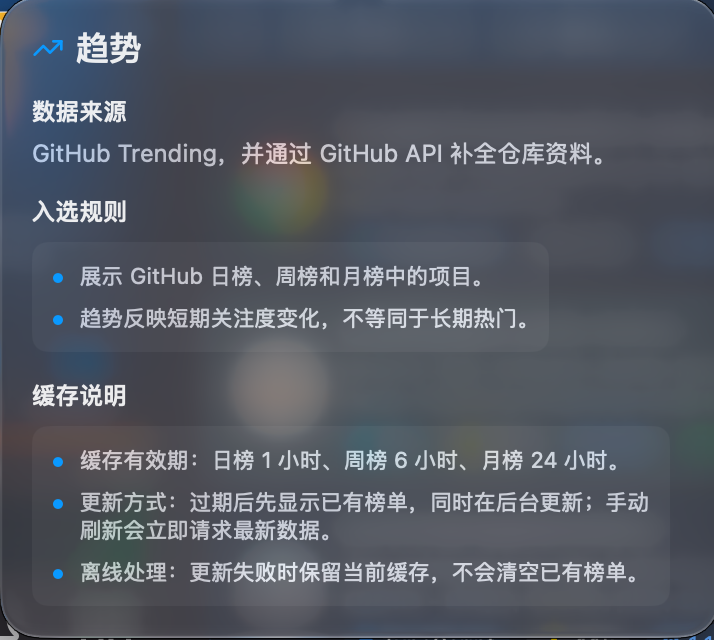 趋势
数据来源
GitHub Trending，并通过 GitHub API 补全仓库资料。
入选规则
展示 GitHub 日榜、周榜和月榜中的项目。
趋势反映短期关注度变化，不等同于长期热门。
缓存说明
缓存有效期：日榜 1 小时、周榜 6 小时、月榜 24 小时。
更新方式：过期后先显示已有榜单，同时在后台更新；手动
刷新会立即请求最新数据。
离线处理：更新失败时保留当前缓存，不会清空已有榜单。